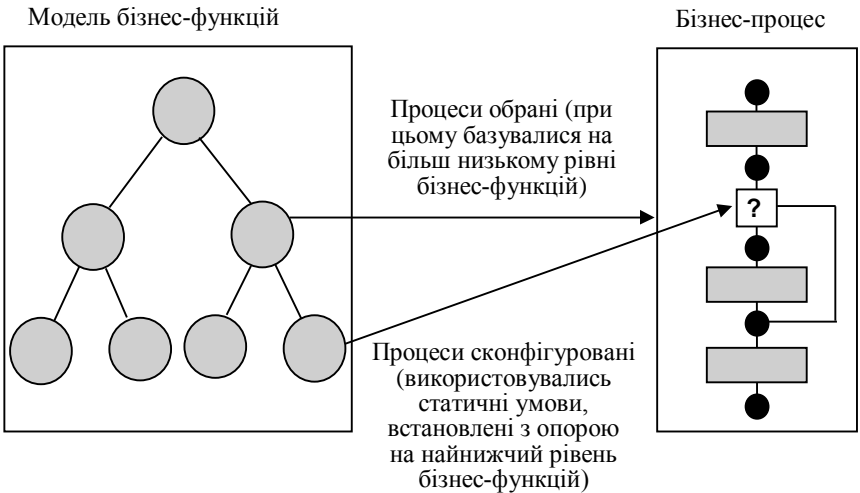 Модель бізнес-функцій
Бізнес-процес
Процеси обрані (при
цьому базувалися на
більш низькому рівні
бізнес-функцій)
?
Процеси сконфігуровані
(використовувались
статичні умови,
встановлені з опорою
на найнижчий рівень
бізнес-функцій)